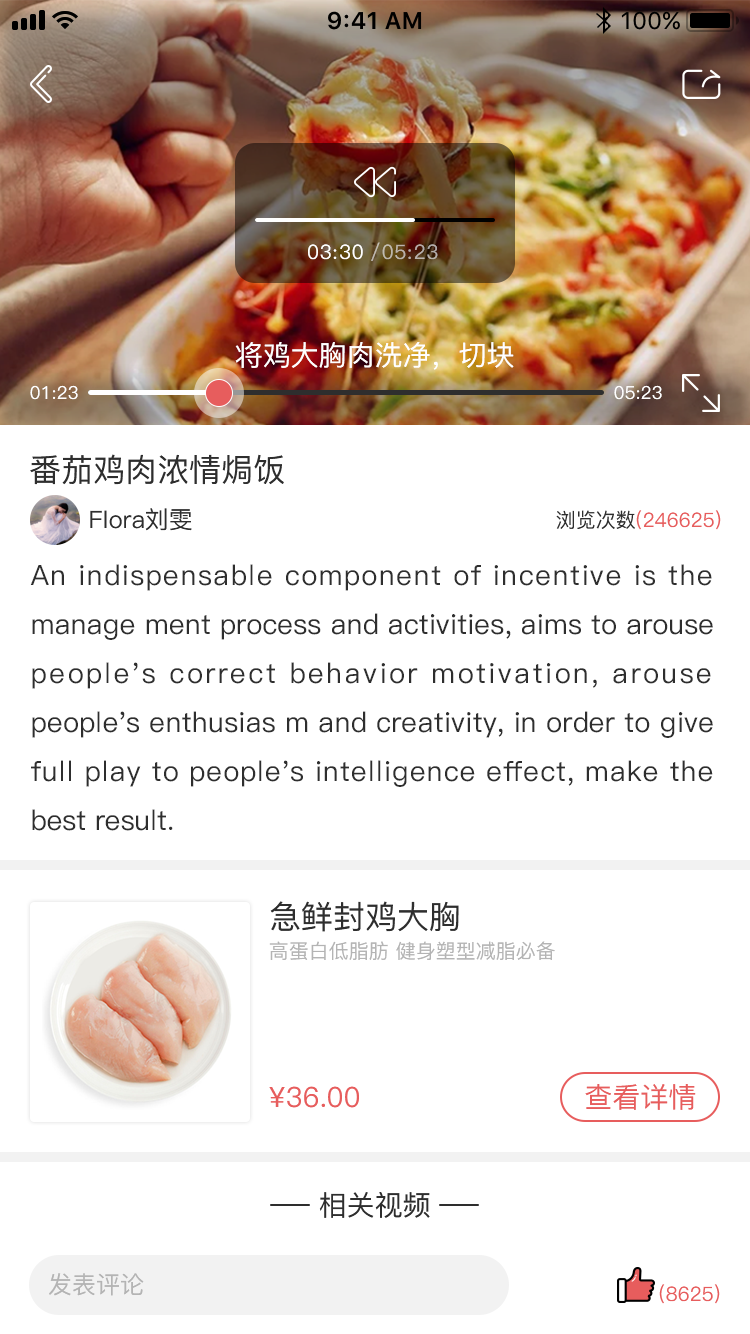 9:41 AM 100%
03:30 /05:23
将鸡大胸肉洗净，切块
01:23 05:23
番茄鸡肉浓情焗饭
Flora刘雯 浏览次数(246625)
An indispensable component of incentive is the
manage ment process and activities, aims to arouse
people's correct behavior motivation, arouse
people's enthusias m and creativity, in order to give
full play to people's intelligence effect, make the
best result.
急鲜封鸡大胸
高蛋白低脂肪 健身塑型减脂必备
¥36.00 查看详情
相关视频
发表评论 (8625)